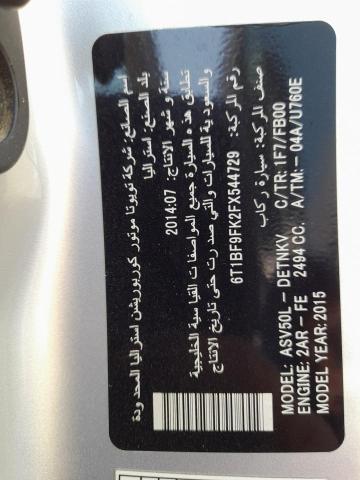 اسم الصانع: شركة تويوتا موتور كوربوريشن استراليا المحدودة
بلد الصنع: استراليا
سنة و شهر الانتاج: 2014:07
تطابق هذه السيارة جميع المواصفات القياسية الخليجية
والسعودية للسيارات والتي صدرت حتى تاريخ الانتاج
رقم المركبة: 6T1BF9FK2FX544729
صنف المركبة: سيارة ركاب
MODEL: ASV50L – DETNKV C/TR: 1F7/FB00
ENGINE: 2AR – FE 2494 CC. A/TM: – 04A/U760E
MODEL YEAR: 2015